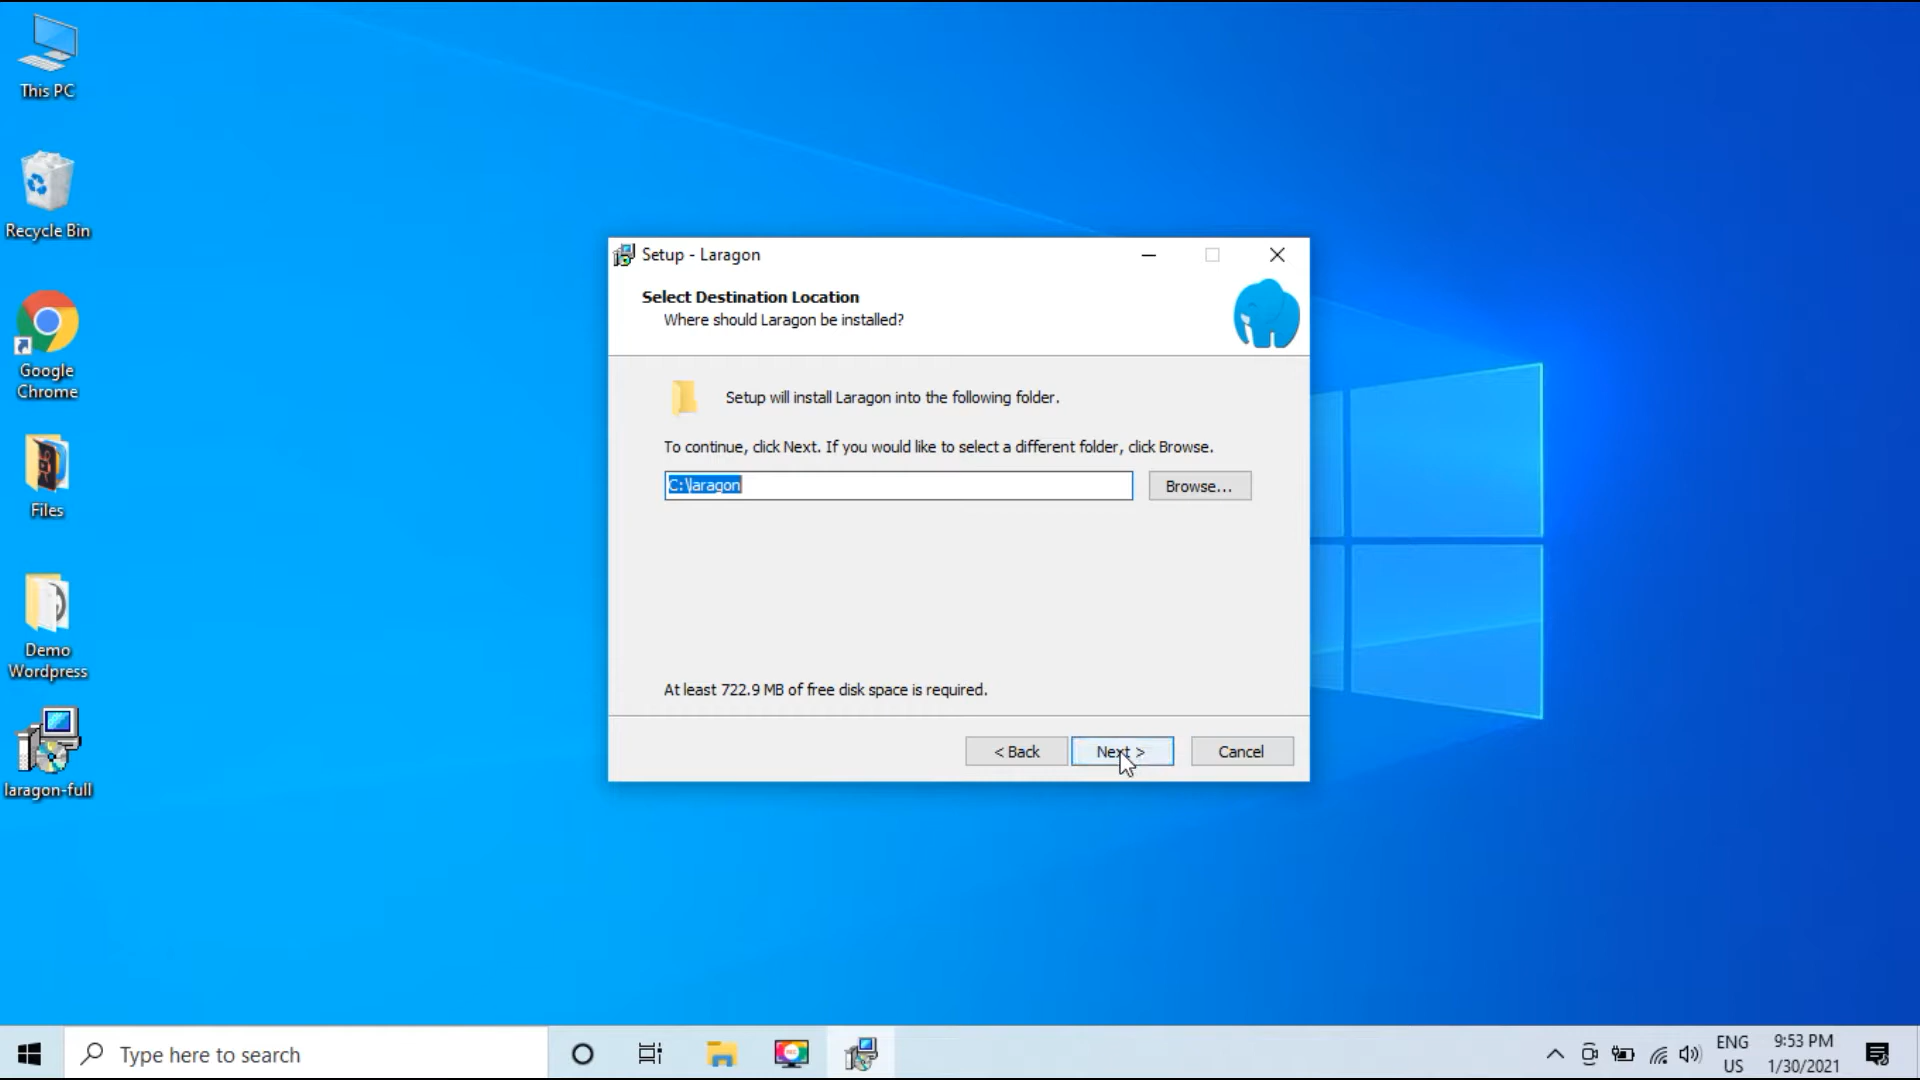 This PC
Recycle Bin
Google
Chrome
Files
Demo
Wordpress
laragon-full
Setup - Laragon
Select Destination Location
Where should Laragon be installed?
Setup will install Laragon into the following folder.
To continue, click Next. If you would like to select a different folder, click Browse.
C:\laragon
Browse...
At least 722.9 MB of free disk space is required.
< Back
Next >
Cancel
Type here to search
ENG
US
9:53 PM
1/30/2021